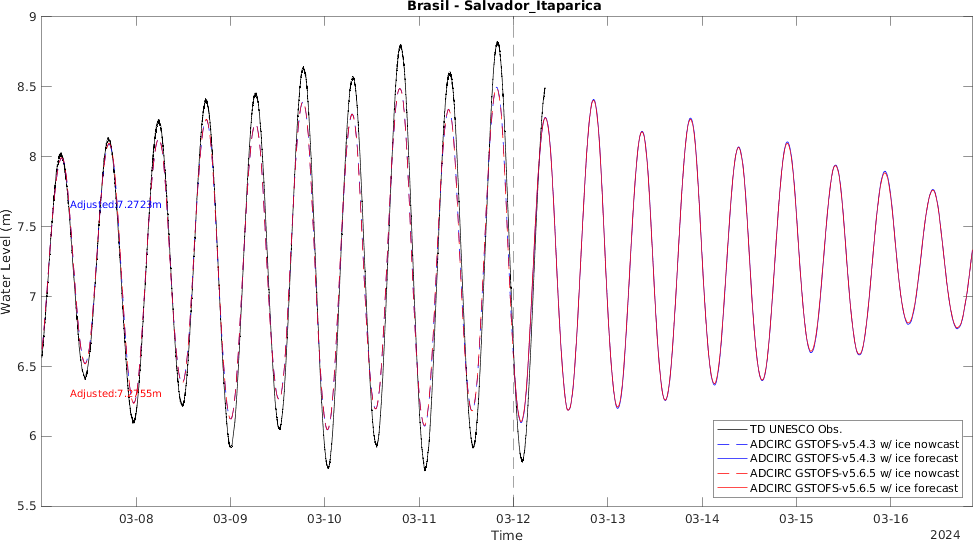 Brasil - Salvador_Itaparica
9
8.5
8
7.5
7
6.5
6
5.5
Water Level (m)
Adjusted:7.2723m
Adjusted:7.2755m
TD UNESCO Obs.
ADCIRC GSTOFS-v5.4.3 w/ ice nowcast
ADCIRC GSTOFS-v5.4.3 w/ ice forecast
ADCIRC GSTOFS-v5.6.5 w/ ice nowcast
ADCIRC GSTOFS-v5.6.5 w/ ice forecast
03-08 03-09 03-10 03-11 03-12 03-13 03-14 03-15 03-16
Time
2024